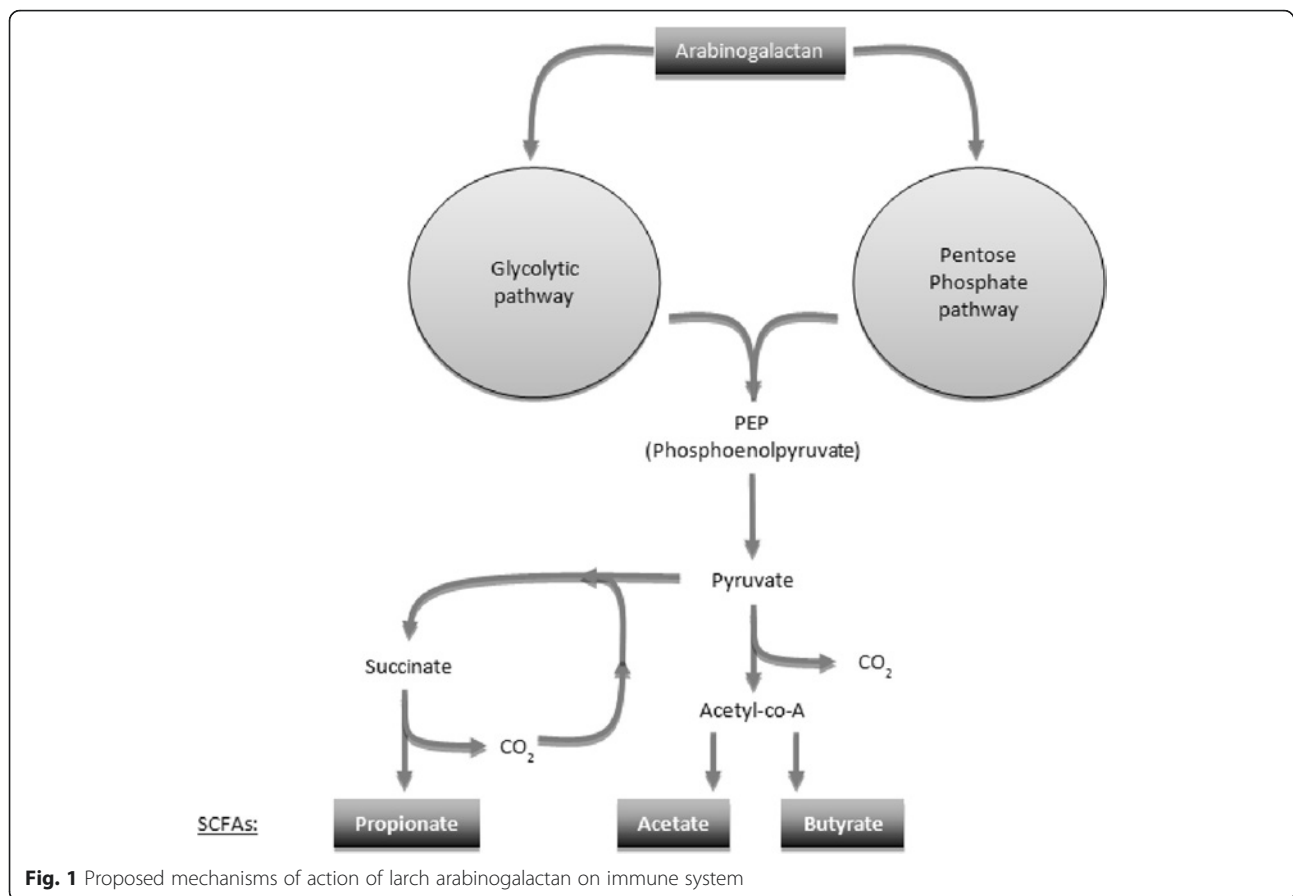 Arabinogalactan
Glycolytic
pathway
Pentose
Phosphate
pathway
PEP
(Phosphoenolpyruvate)
Pyruvate
Succinate
CO₂
Acetyl-co-A
CO₂
SCFAs:
Propionate
Acetate
Butyrate
Fig. 1 Proposed mechanisms of action of larch arabinogalactan on immune system